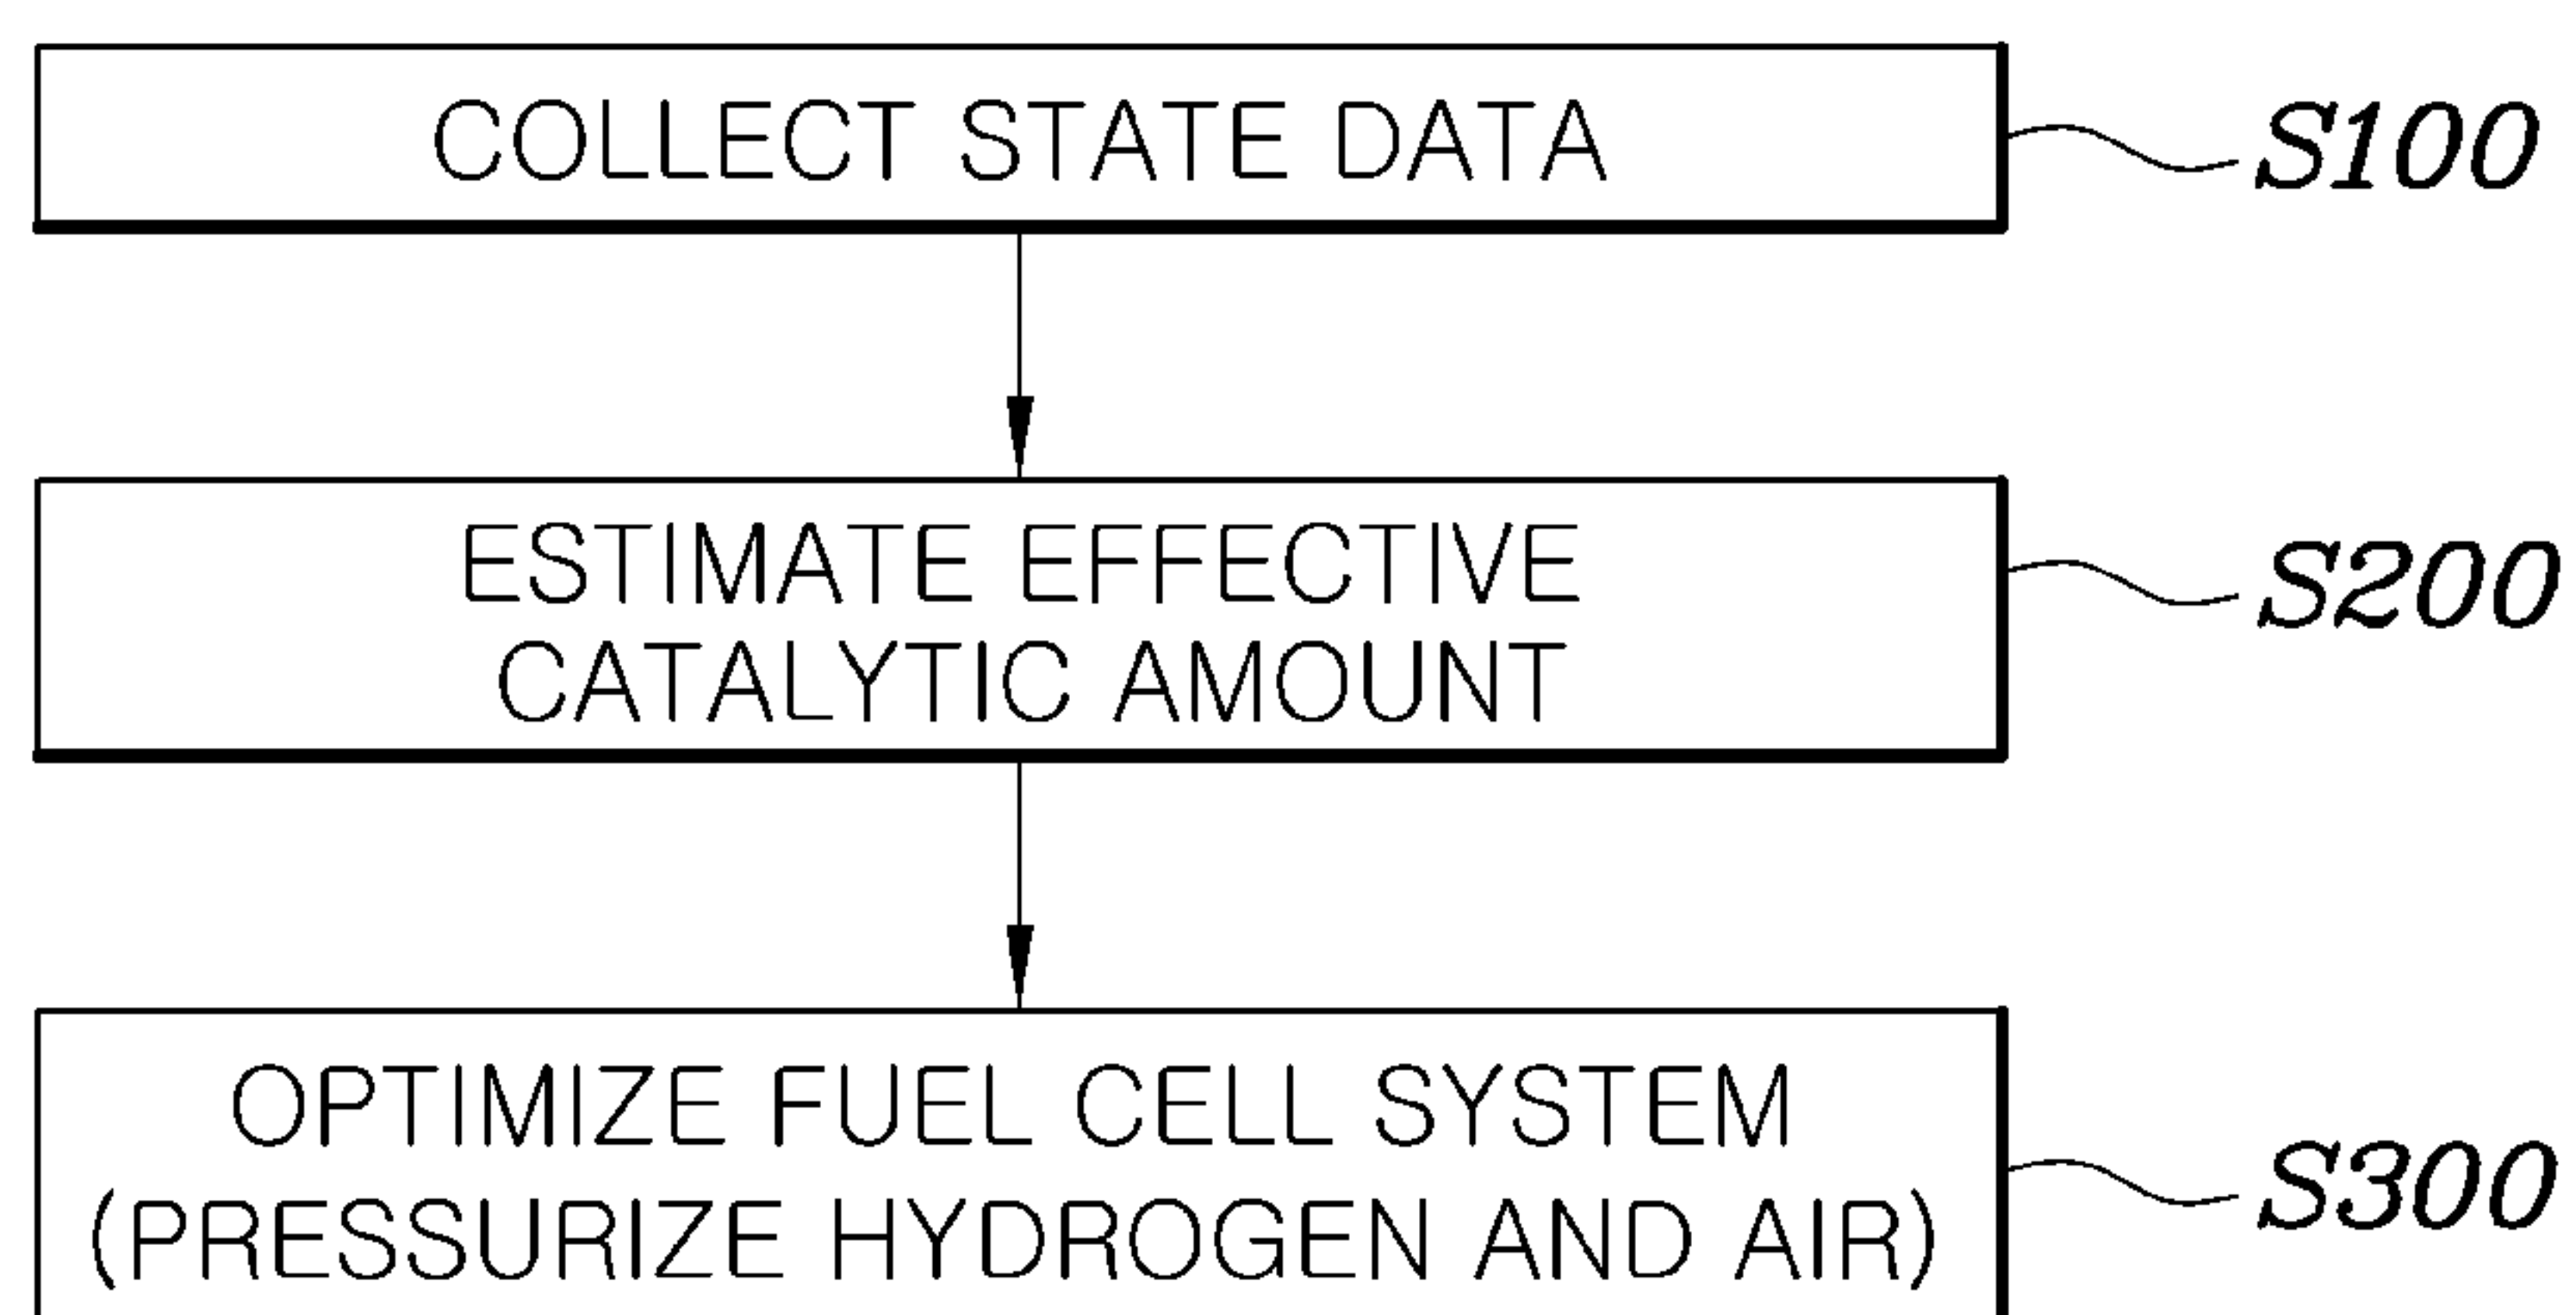 COLLECT STATE DATA
S100
ESTIMATE EFFECTIVE
CATALYTIC AMOUNT
S200
OPTIMIZE FUEL CELL SYSTEM
(PRESSURIZE HYDROGEN AND AIR)
S300